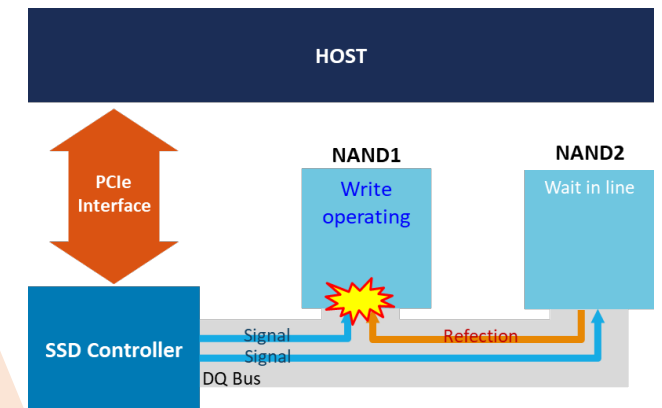 HOST
PCIe
Interface
NAND1
NAND2
Write
operating
Wait in line
SSD Controller
Signal
Refection
Signal
DQ Bus